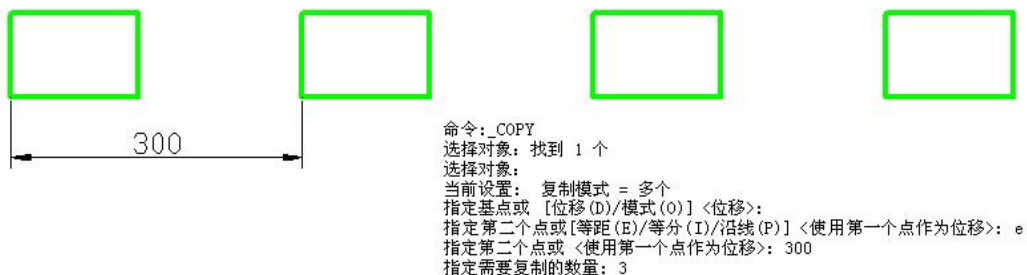 300
命令:_COPY
选择对象: 找到 1 个
选择对象:
当前设置: 复制模式 = 多个
指定基点或 [位移(D)/模式(O)] <位移>:
指定第二个点或[等距(E)/等分(I)/沿线(P)] <使用第一个点作为位移>: e
指定第二个点或 <使用第一个点作为位移>: 300
指定需要复制的数量: 3